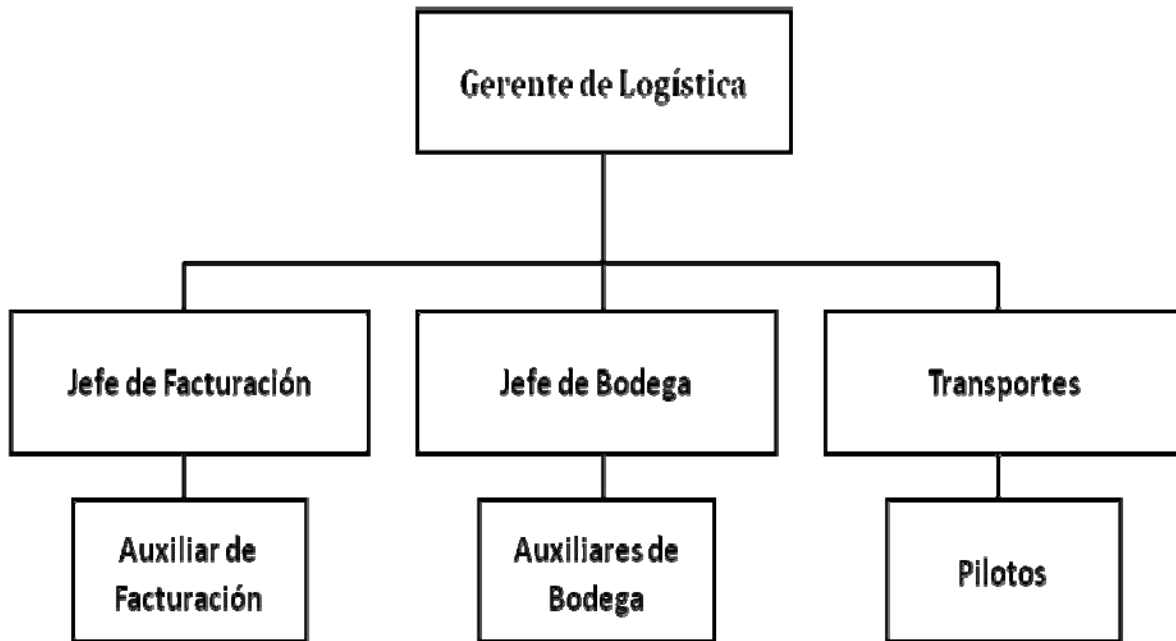 Gerente de Logística
Jefe de Facturación
Jefe de Bodega
Transportes
Auxiliar de
Facturación
Auxiliares de
Bodega
Pilotos